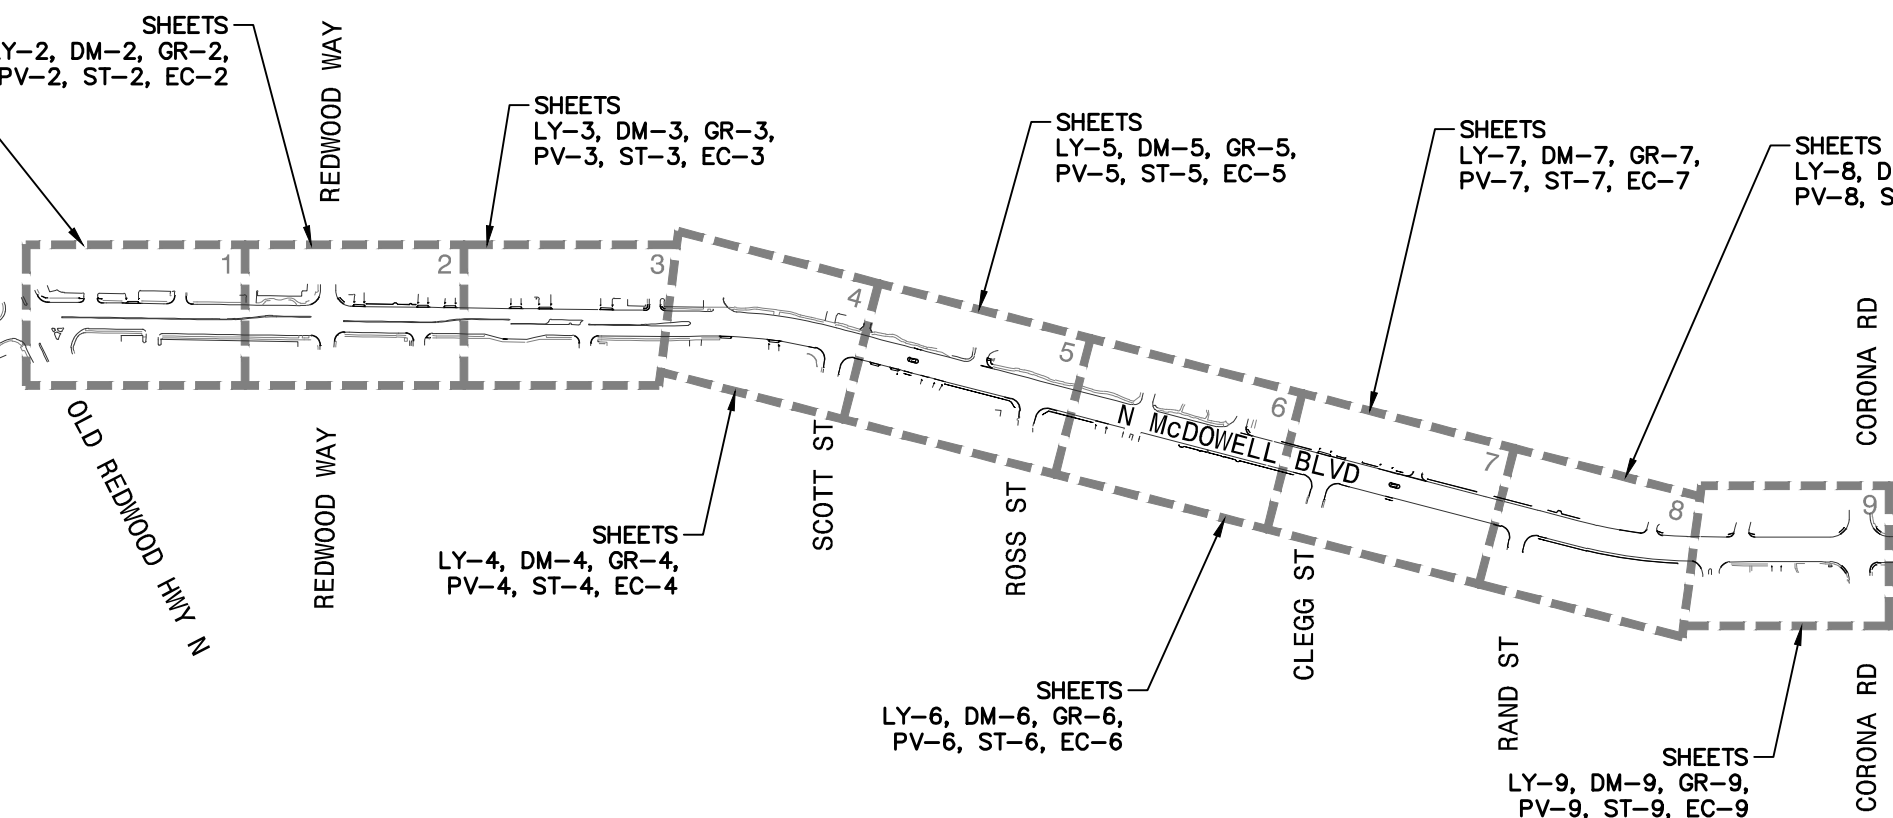 SHEETS
LY-2, DM-2, GR-2,
PV-2, ST-2, EC-2
REDWOOD WAY
SHEETS
LY-3, DM-3, GR-3,
PV-3, ST-3, EC-3
SHEETS
LY-5, DM-5, GR-5,
PV-5, ST-5, EC-5
SHEETS
LY-7, DM-7, GR-7,
PV-7, ST-7, EC-7
SHEETS
LY-8, D
PV-8, S
1
2
3
4
5
6
7
8
9
N McDOWELL BLVD
CORONA RD
OLD REDWOOD HWY N
REDWOOD WAY
SCOTT ST
ROSS ST
CLEGG ST
RAND ST
CORONA RD
SHEETS
LY-4, DM-4, GR-4,
PV-4, ST-4, EC-4
SHEETS
LY-6, DM-6, GR-6,
PV-6, ST-6, EC-6
SHEETS
LY-9, DM-9, GR-9,
PV-9, ST-9, EC-9